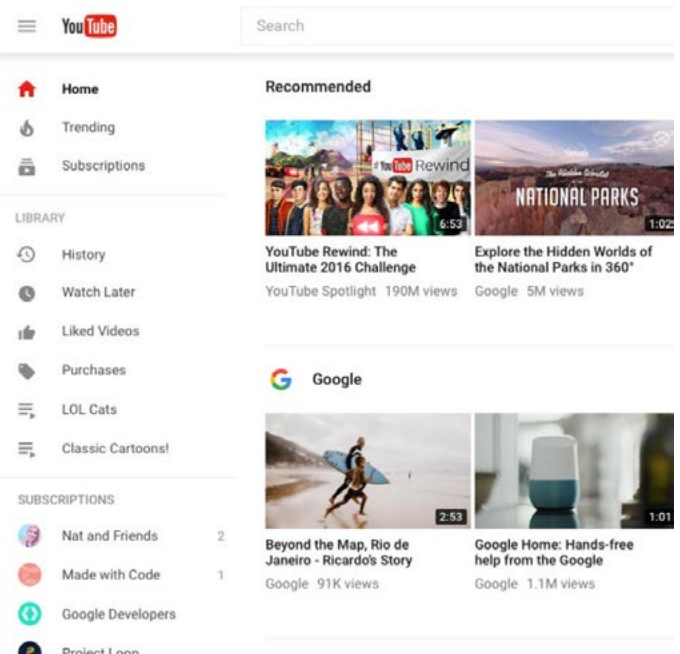 YouTube
Search
Home
Trending
Subscriptions
LIBRARY
History
Watch Later
Liked Videos
Purchases
LOL Cats
Classic Cartoons!
SUBSCRIPTIONS
Nat and Friends 2
Made with Code 1
Google Developers
Project Loon
Recommended
YouTube Rewind
6:53
YouTube Rewind: The
Ultimate 2016 Challenge
YouTube Spotlight 190M views
The Hidden Worlds
NATIONAL PARKS
1:02
Explore the Hidden Worlds of
the National Parks in 360°
Google 5M views
Google
2:53
Beyond the Map, Rio de
Janeiro - Ricardo's Story
Google 91K views
1:01
Google Home: Hands-free
help from the Google
Google 1.1M views